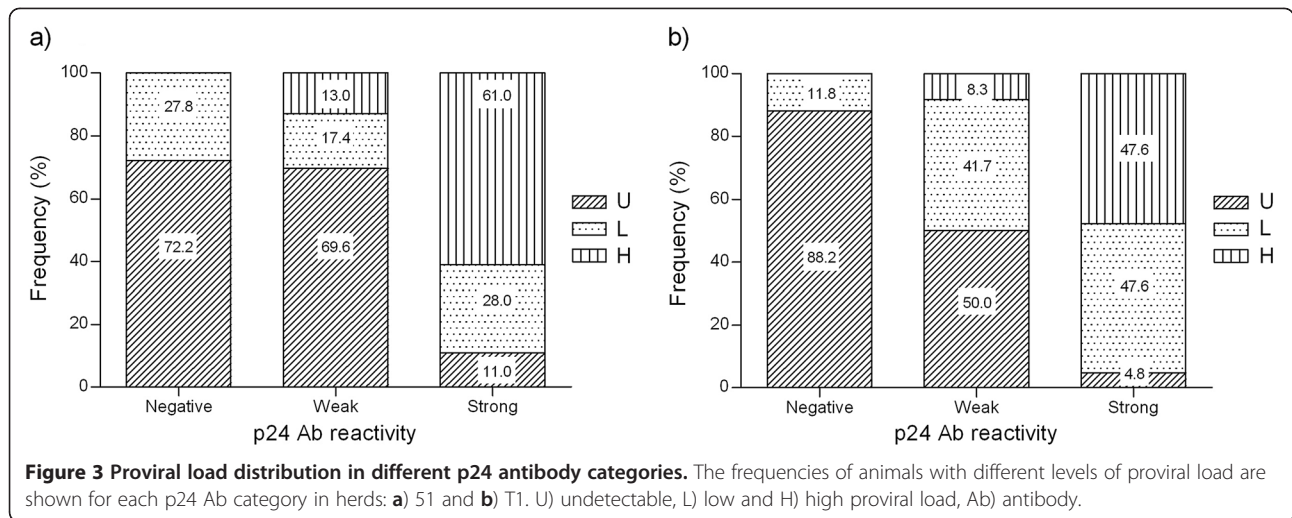 a)
100
80
60
40
20
0
Frequency (%)
27.8
72.2
13.0
17.4
69.6
61.0
28.0
11.0
Negative Weak Strong
p24 Ab reactivity
U
L
H
b)
100
80
60
40
20
0
Frequency (%)
11.8
88.2
8.3
41.7
50.0
47.6
47.6
4.8
Negative Weak Strong
p24 Ab reactivity
U
L
H
Figure 3 Proviral load distribution in different p24 antibody categories. The frequencies of animals with different levels of proviral load are
shown for each p24 Ab category in herds: a) 51 and b) T1. U) undetectable, L) low and H) high proviral load, Ab) antibody.